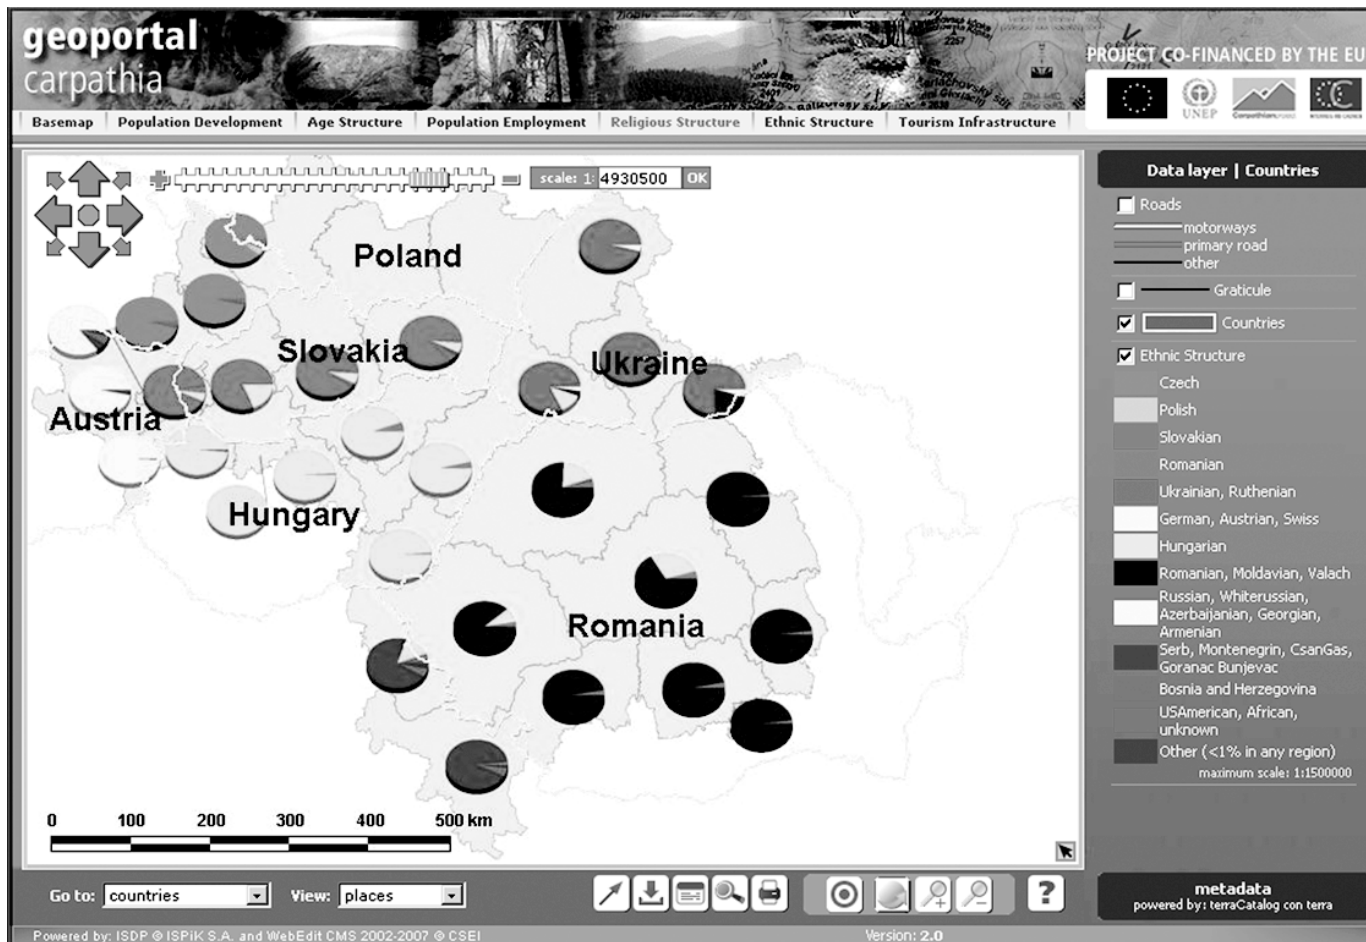 geoportal
carpathia
PROJECT CO-FINANCED BY THE EU
UNEP
Basemap
Population Development
Age Structure
Population Employment
Religious Structure
Ethnic Structure
Tourism Infrastructure
scale: 1: 4930500 OK
Poland
Slovakia
Ukraine
Austria
Hungary
Romania
0 100 200 300 400 500 km
Data layer | Countries
Roads
motorways
primary road
other
Graticule
Countries
Ethnic Structure
Czech
Polish
Slovakian
Romanian
Ukrainian, Ruthenian
German, Austrian, Swiss
Hungarian
Romanian, Moldavian, Valach
Russian, Whiterussian,
Azerbaijanian, Georgian,
Armenian
Serb, Montenegrin, CsanGas,
Goranac Bunjevac
Bosnia and Herzegovina
USAmerican, African,
unknown
Other (<1% in any region)
maximum scale: 1:1500000
Go to: countries
View: places
?
metadata
powered by: terraCatalog con terra
Powered by: ISDP © ISPiK S.A. and WebEdit CMS 2002-2007 © CSEI
Version: 2.0